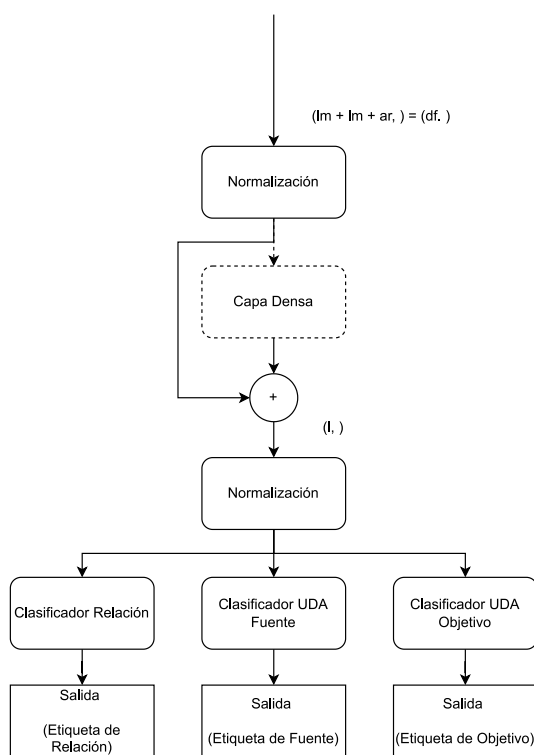 (lm + lm + ar, ) = (df. )
Normalización
Capa Densa
+
(l, )
Normalización
Clasificador Relación
Clasificador UDA
Fuente
Clasificador UDA
Objetivo
Salida
(Etiqueta de
Relación)
Salida
(Etiqueta de Fuente)
Salida
(Etiqueta de Objetivo)